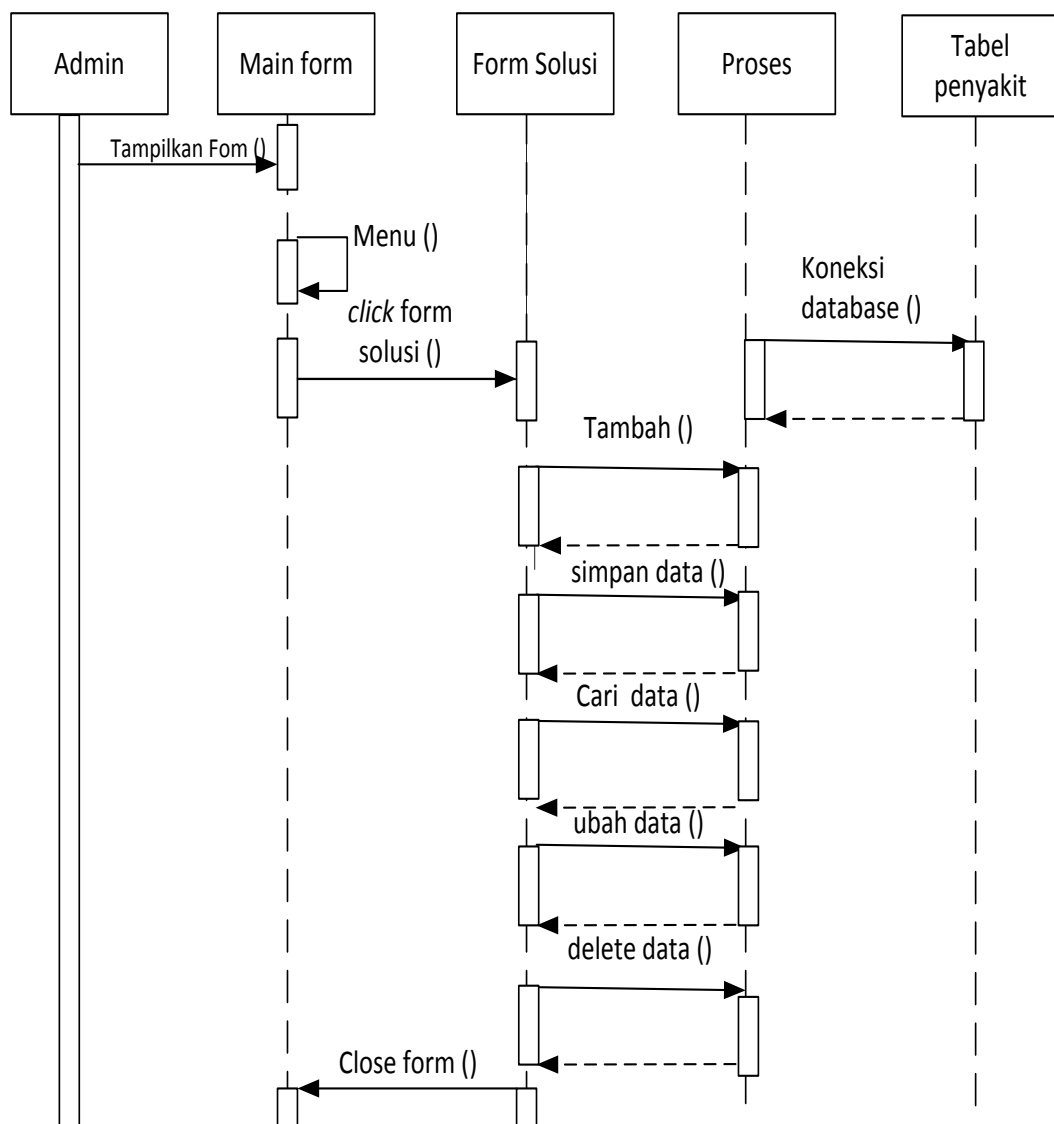 Admin
Main form
Form Solusi
Proses
Tabel
penyakit
Tampilkan Fom ()
Menu ()
Koneksi
database ()
click form
solusi ()
Tambah ()
simpan data ()
Cari  data ()
ubah data ()
delete data ()
Close form ()